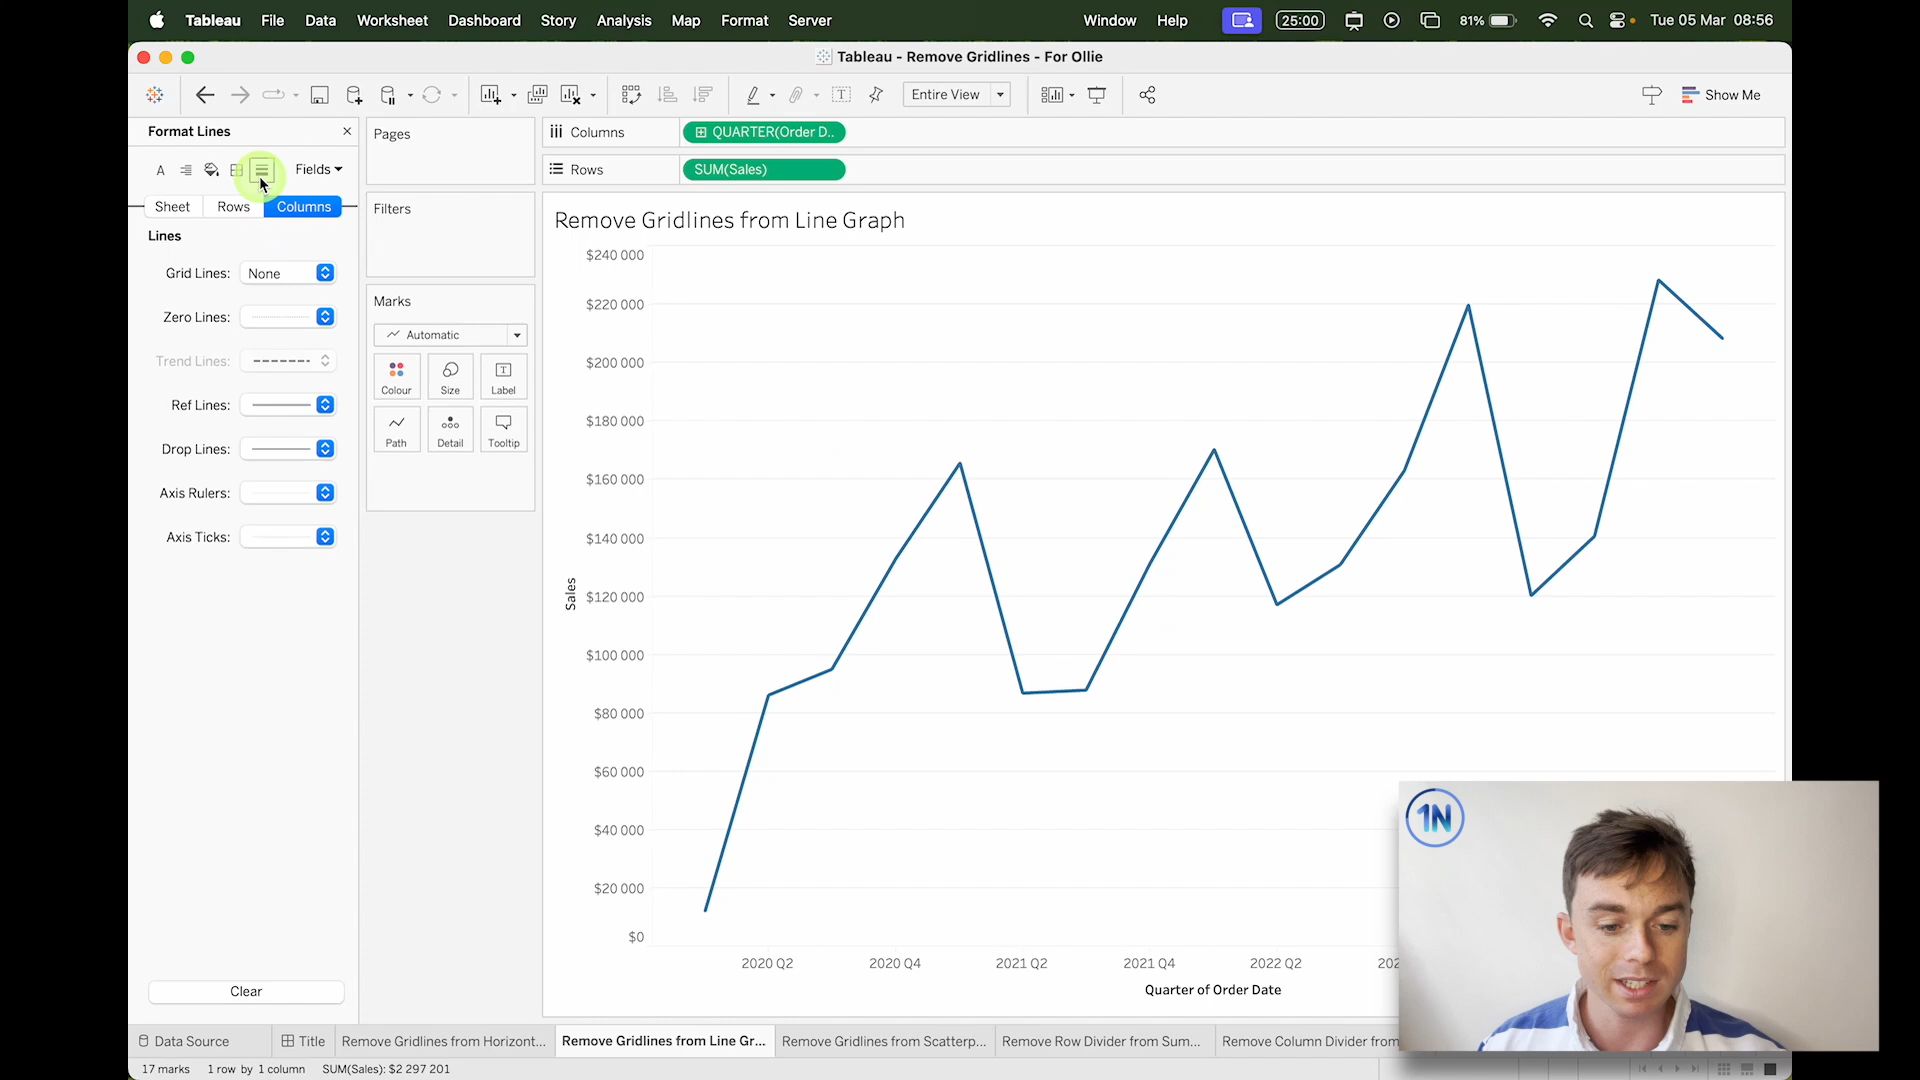 Tableau File Data Worksheet Dashboard Story Analysis Map Format Server Window Help 25:00 81% Tue 05 Mar 08:56
Tableau - Remove Gridlines - For Ollie
Entire View Show Me
Format Lines
Fields
Sheet Rows Columns
Lines
Grid Lines: None
Zero Lines:
Trend Lines:
Ref Lines:
Drop Lines:
Axis Rulers:
Axis Ticks:
Clear
Pages
Filters
Marks
Automatic
Colour Size Label
Path Detail Tooltip
Columns QUARTER(Order D..
Rows SUM(Sales)
Remove Gridlines from Line Graph
$240 000
$220 000
$200 000
$180 000
$160 000
$140 000
$120 000
$100 000
$80 000
$60 000
$40 000
$20 000
$0
Sales
2020 Q2 2020 Q4 2021 Q2 2021 Q4 2022 Q2 202
Quarter of Order Date
1N
Data Source Title Remove Gridlines from Horizont... Remove Gridlines from Line Gr... Remove Gridlines from Scatterp... Remove Row Divider from Sum... Remove Column Divider from
17 marks 1 row by 1 column SUM(Sales): $2 297 201